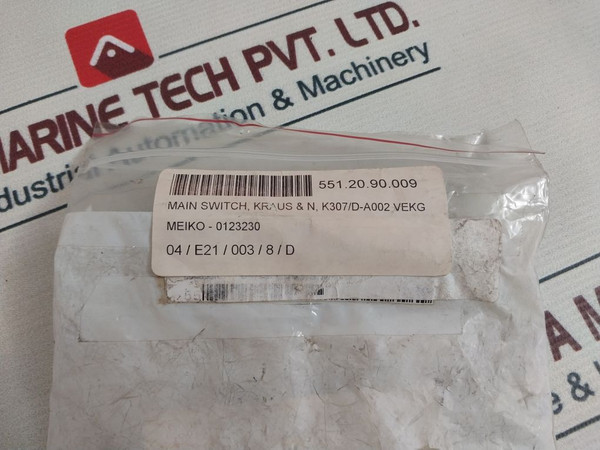 MARINE TECH PVT. LTD.
Industrial Automation & Machinery
551.20.90.009
MAIN SWITCH, KRAUS & N, K307/D-A002 VEKG
MEIKO - 0123230
04 / E21 / 003 / 8 / D